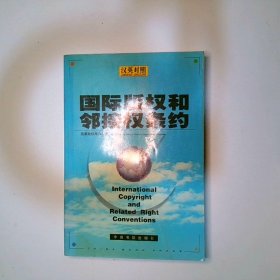 汉英对照
国际版权和
邻接权条约
International
Copyright
and
Related Right
Conventions